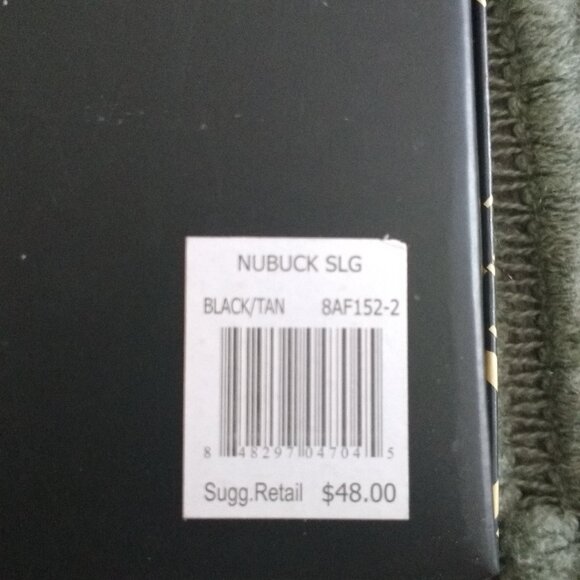 NUBUCK SLG
BLACK/TAN 8AF152-2
8 48297 04704 5
Sugg.Retail $48.00